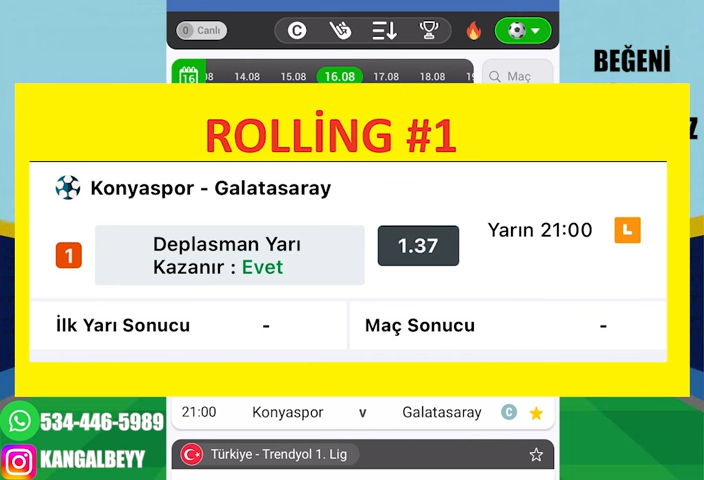 0 Canlı
BEĞENİ
16 14.08 15.08 16.08 17.08 18.08
Maç
ROLLİNG #1
Konyaspor - Galatasaray
1 Deplasman Yarı
Kazanır : Evet
1.37
Yarın 21:00 L
İlk Yarı Sonucu -
Maç Sonucu -
21:00 Konyaspor v Galatasaray C
534-446-5989
KANGALBEYY
Türkiye - Trendyol 1. Lig